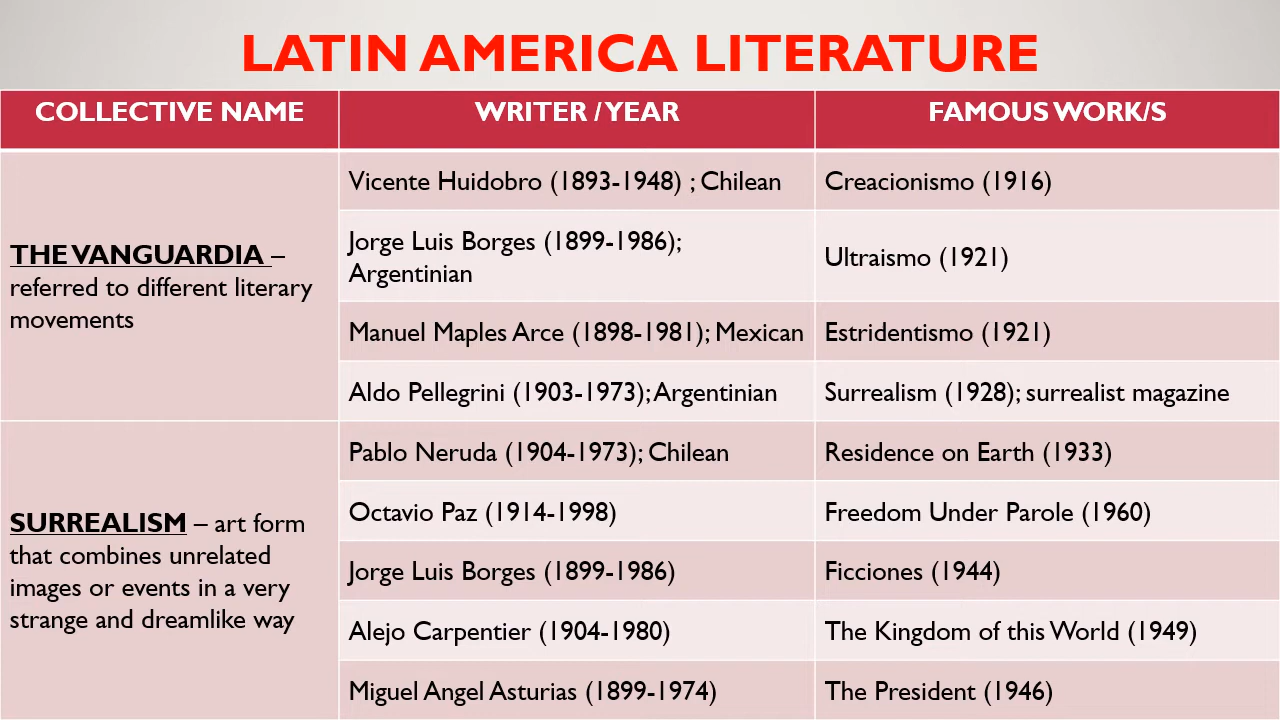 LATIN AMERICA LITERATURE
COLLECTIVE NAME
WRITER / YEAR
FAMOUS WORK/S
THE VANGUARDIA –
referred to different literary
movements
Vicente Huidobro (1893-1948) ; Chilean
Creacionismo (1916)
Jorge Luis Borges (1899-1986);
Argentinian
Ultraismo (1921)
Manuel Maples Arce (1898-1981); Mexican
Estridentismo (1921)
Aldo Pellegrini (1903-1973); Argentinian
Surrealism (1928); surrealist magazine
SURREALISM – art form
that combines unrelated
images or events in a very
strange and dreamlike way
Pablo Neruda (1904-1973); Chilean
Residence on Earth (1933)
Octavio Paz (1914-1998)
Freedom Under Parole (1960)
Jorge Luis Borges (1899-1986)
Ficciones (1944)
Alejo Carpentier (1904-1980)
The Kingdom of this World (1949)
Miguel Angel Asturias (1899-1974)
The President (1946)